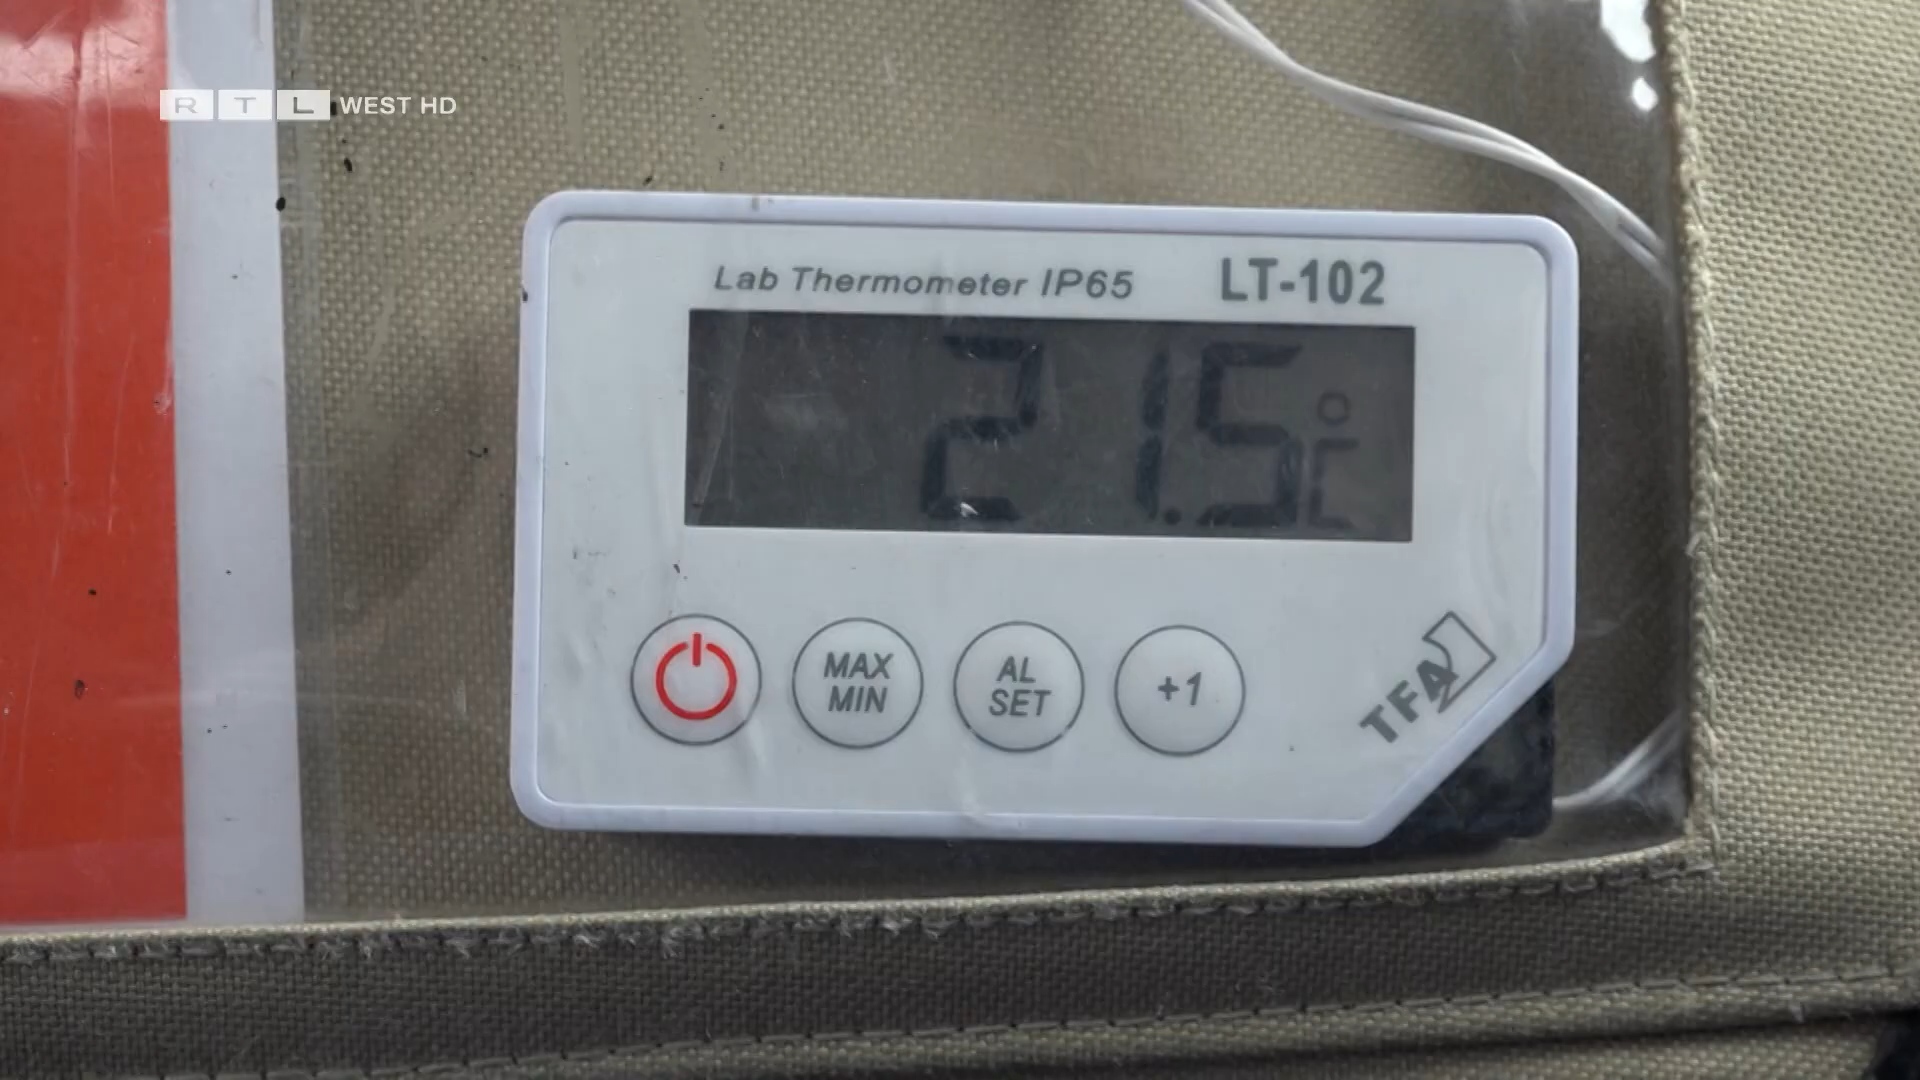 RTL WEST HD
Lab Thermometer IP65 LT-102
21.5°C
MAX
MIN
AL
SET
+1
TFA